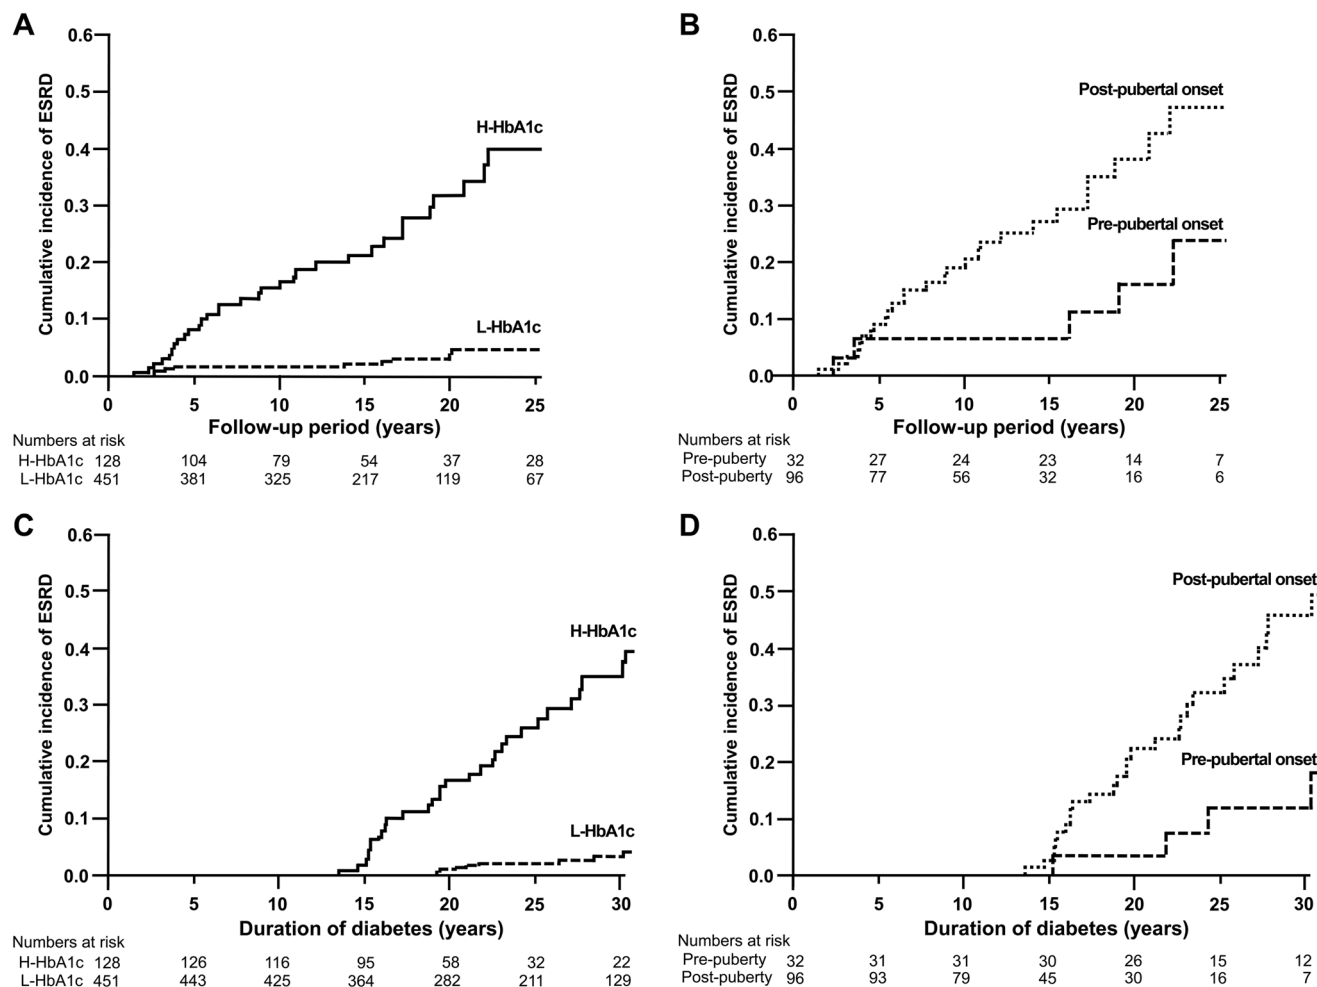 A
Cumulative incidence of ESRD
0.6
0.5
0.4
0.3
0.2
0.1
0.0
H-HbA1c
L-HbA1c
0 5 10 15 20 25
Follow-up period (years)
Numbers at risk
H-HbA1c 128 104 79 54 37 28
L-HbA1c 451 381 325 217 119 67
B
Cumulative incidence of ESRD
0.6
0.5
0.4
0.3
0.2
0.1
0.0
Post-pubertal onset
Pre-pubertal onset
0 5 10 15 20 25
Follow-up period (years)
Numbers at risk
Pre-puberty 32 27 24 23 14 7
Post-puberty 96 77 56 32 16 6
C
Cumulative incidence of ESRD
0.6
0.5
0.4
0.3
0.2
0.1
0.0
H-HbA1c
L-HbA1c
0 5 10 15 20 25 30
Duration of diabetes (years)
Numbers at risk
H-HbA1c 128 126 116 95 58 32 22
L-HbA1c 451 443 425 364 282 211 129
D
Cumulative incidence of ESRD
0.6
0.5
0.4
0.3
0.2
0.1
0.0
Post-pubertal onset
Pre-pubertal onset
0 5 10 15 20 25 30
Duration of diabetes (years)
Numbers at risk
Pre-puberty 32 31 31 30 26 15 12
Post-puberty 96 93 79 45 30 16 7